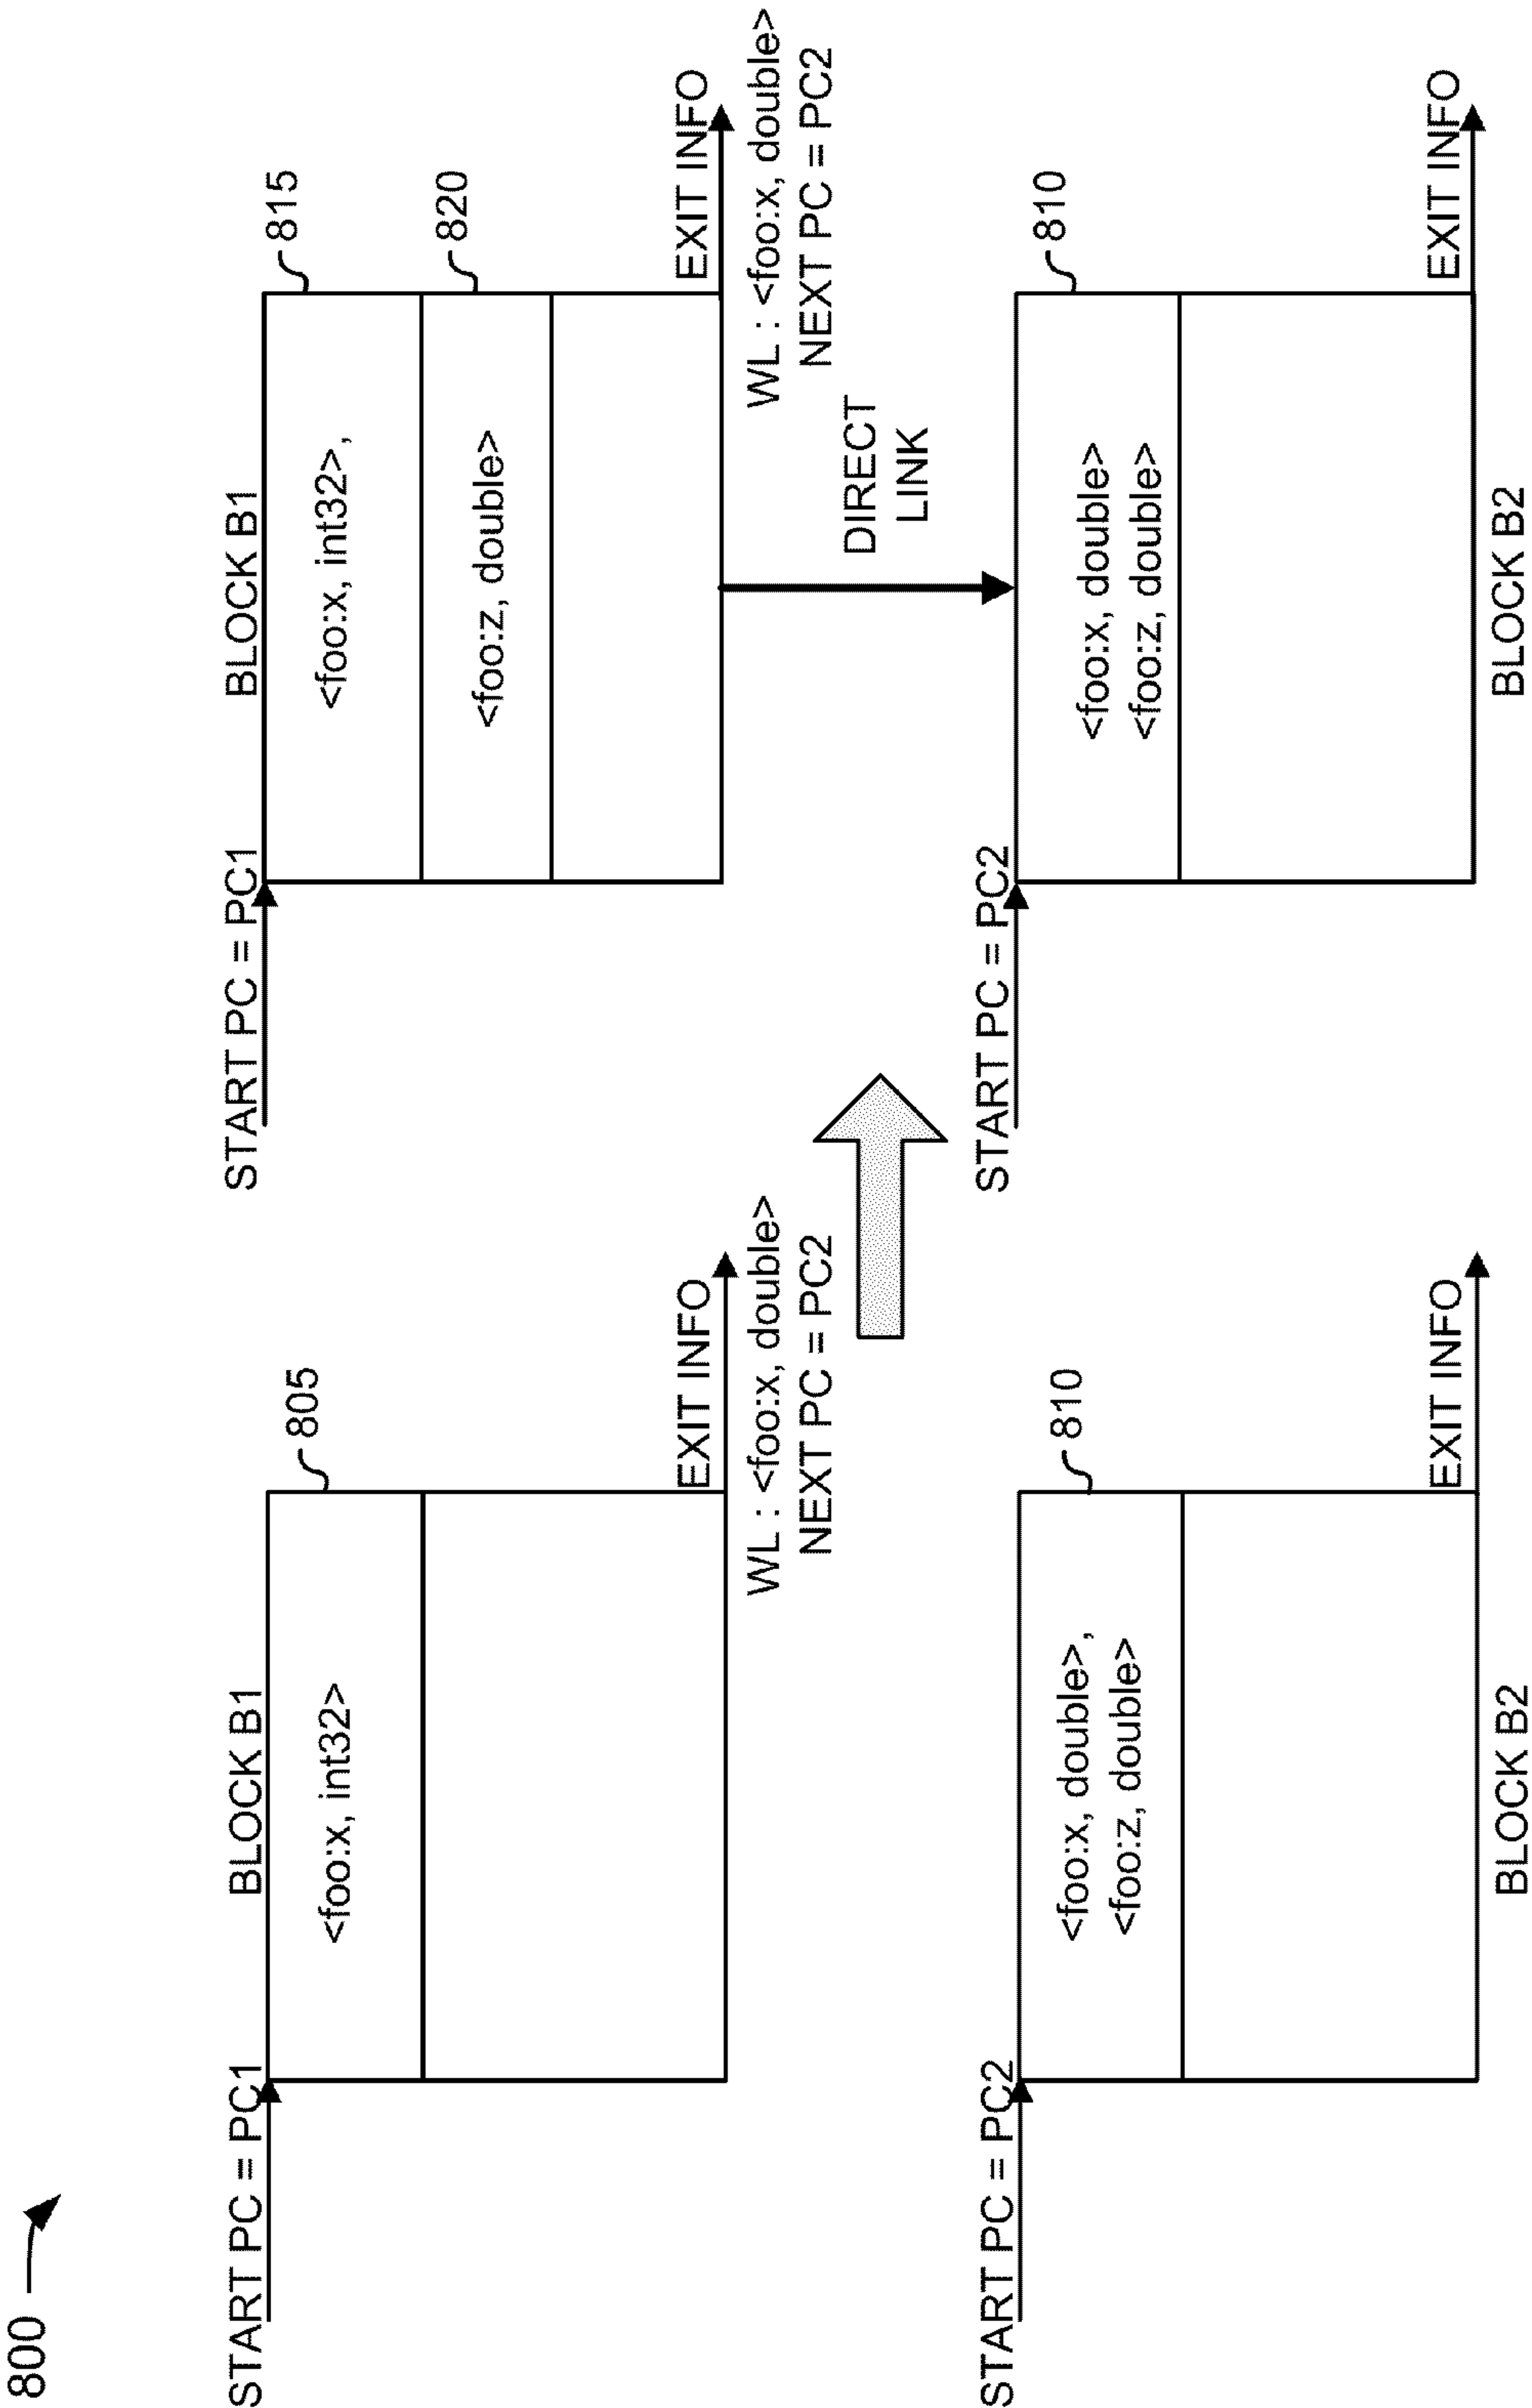 800
START PC = PC1
BLOCK B1
<foo:x, int32>
805
EXIT INFO
WL : <foo:x, double>
NEXT PC = PC2
START PC = PC2
<foo:x, double>,
<foo:z, double>
810
EXIT INFO
BLOCK B2
START PC = PC1
BLOCK B1
<foo:x, int32>,
815
<foo:z, double>
820
EXIT INFO
WL : <foo:x, double>
NEXT PC = PC2
DIRECT
LINK
START PC = PC2
<foo:x, double>
<foo:z, double>
810
EXIT INFO
BLOCK B2